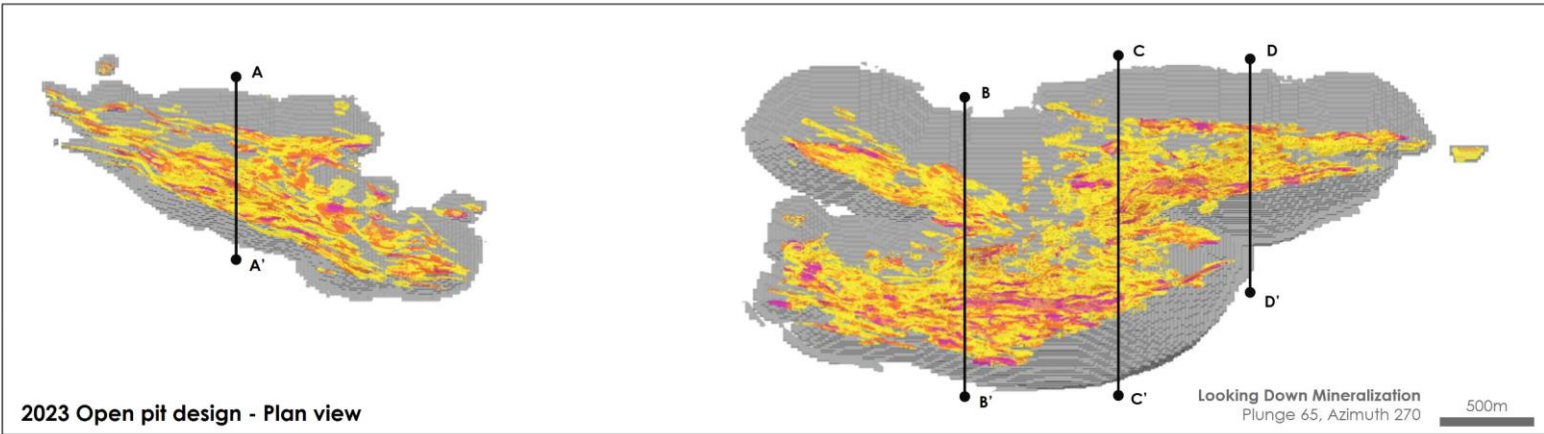 A
A'
B
B'
C
C'
D
D'
2023 Open pit design - Plan view
Looking Down Mineralization
Plunge 65, Azimuth 270
500m